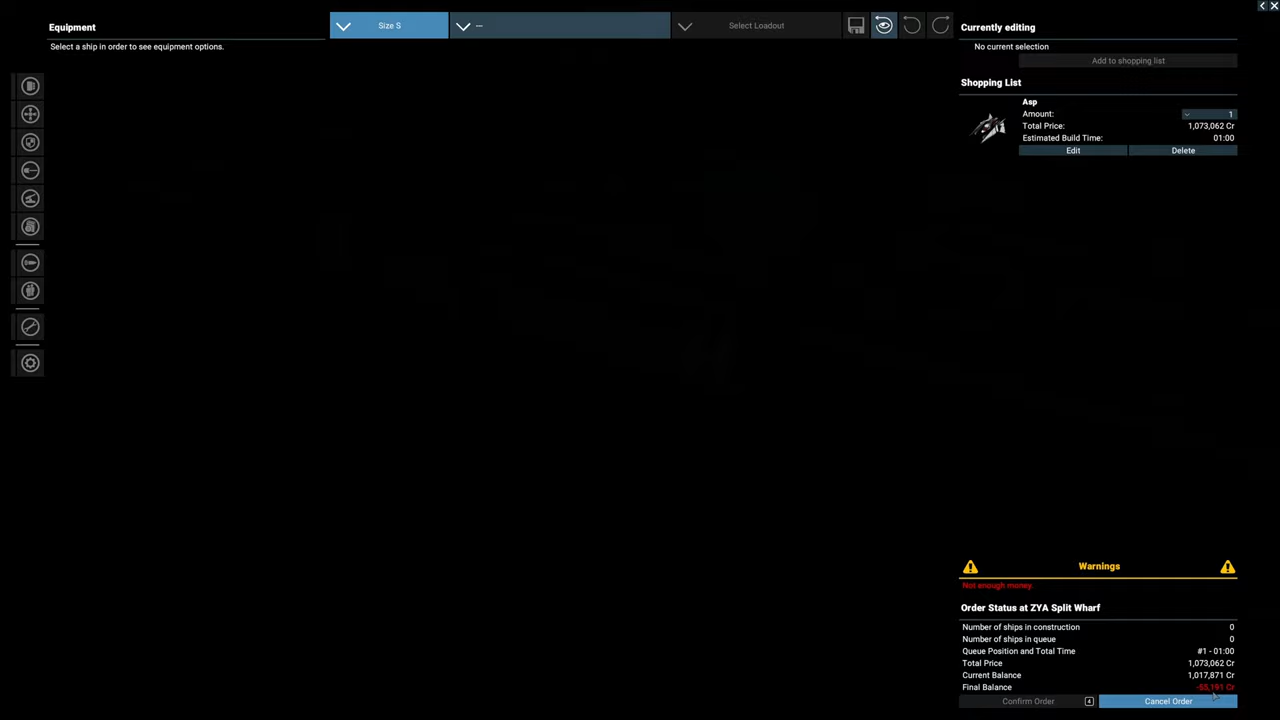 Equipment
Select a ship in order to see equipment options.
Size S
—
Select Loadout
Currently editing
No current selection
Add to shopping list
Shopping List
Asp
Amount: 1
Total Price: 1,073,062 Cr
Estimated Build Time: 01:00
Edit Delete
Warnings
Not enough money.
Order Status at ZYA Split Wharf
Number of ships in construction 0
Number of ships in queue 0
Queue Position and Total Time #1 - 01:00
Total Price 1,073,062 Cr
Current Balance 1,017,871 Cr
Final Balance -55,191 Cr
Confirm Order 4 Cancel Order